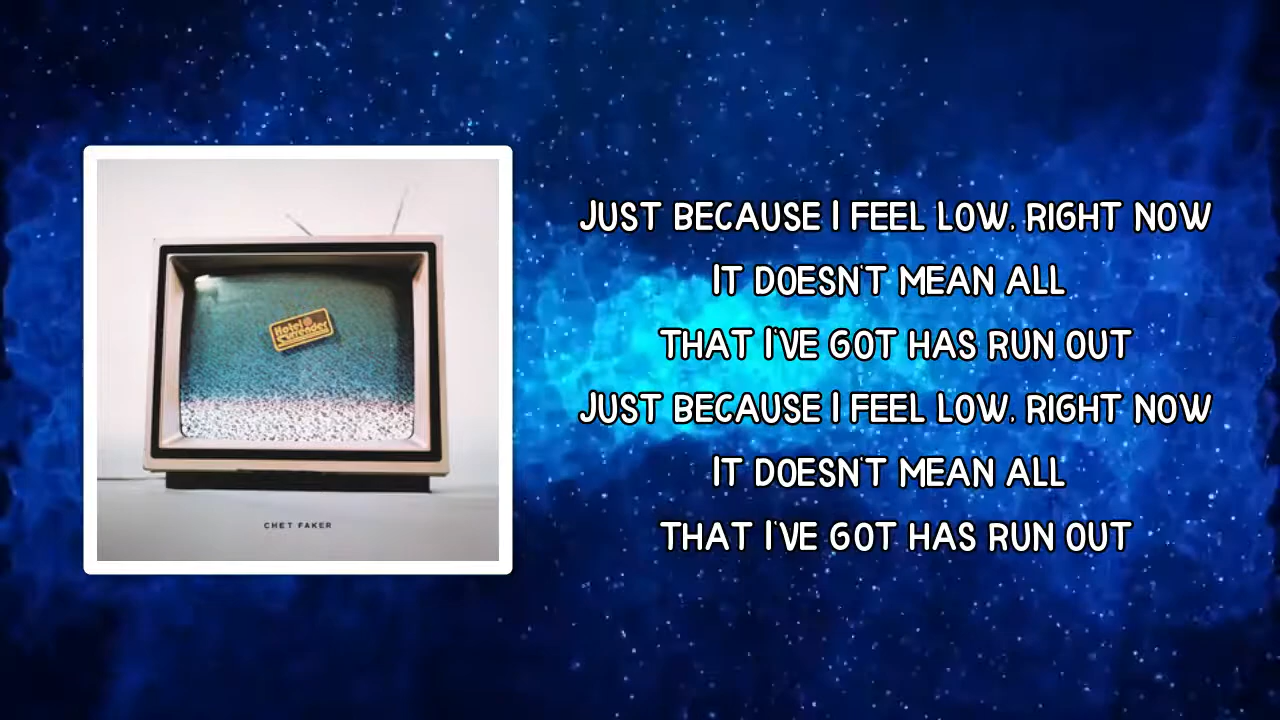 Hotel
Surrender
CHET FAKER
JUST BECAUSE I FEEL LOW, RIGHT NOW
IT DOESN'T MEAN ALL
THAT I'VE GOT HAS RUN OUT
JUST BECAUSE I FEEL LOW, RIGHT NOW
IT DOESN'T MEAN ALL
THAT I'VE GOT HAS RUN OUT